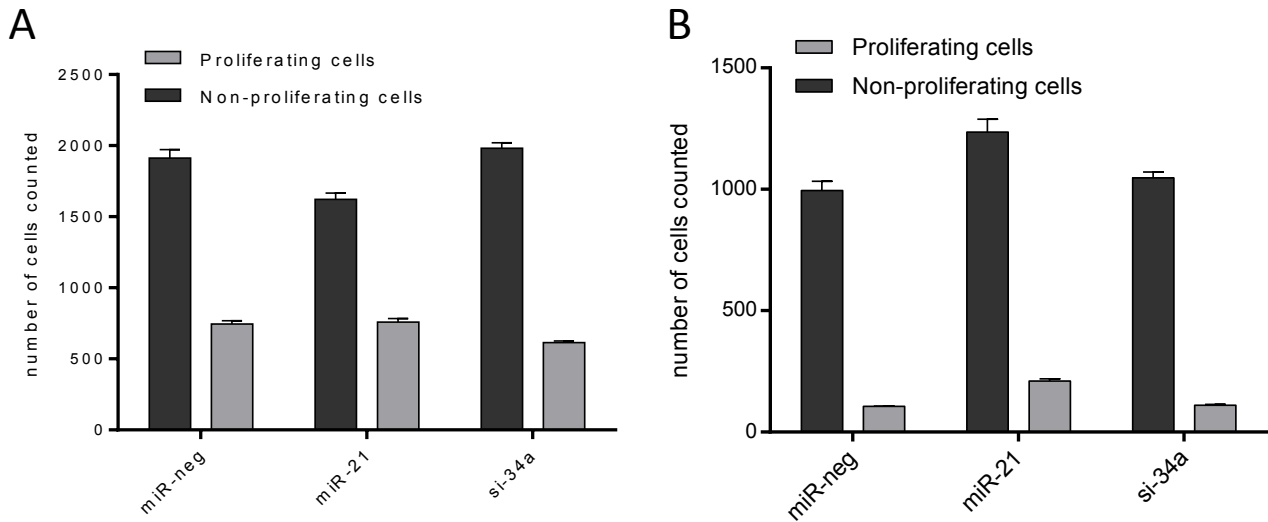 A
Proliferating cells
Non-proliferating cells
number of cells counted
2500
2000
1500
1000
500
0
miR-neg
miR-21
si-34a
B
Proliferating cells
Non-proliferating cells
number of cells counted
1500
1000
500
0
miR-neg
miR-21
si-34a